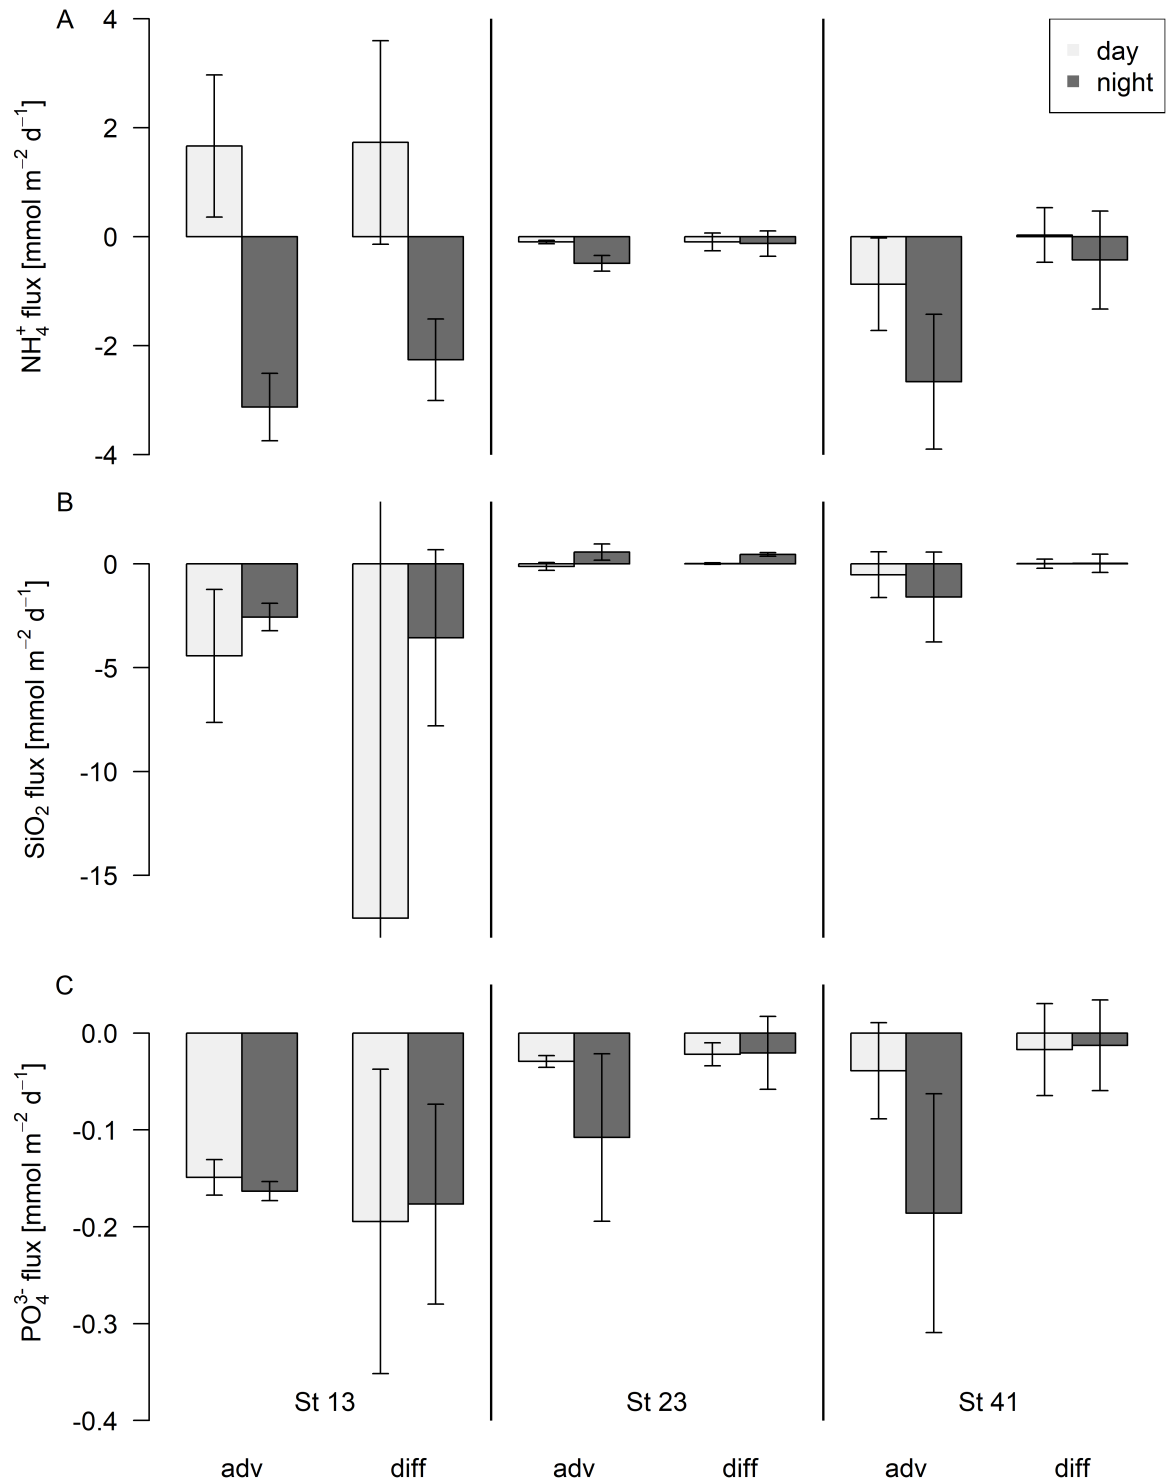 A
4
2
0
-2
-4
NH₄⁺ flux [mmol m⁻² d⁻¹]
day
night
B
0
-5
-10
-15
SiO₂ flux [mmol m⁻² d⁻¹]
C
0.0
-0.1
-0.2
-0.3
-0.4
PO₄³⁻ flux [mmol m⁻² d⁻¹]
St 13 St 23 St 41
adv diff adv diff adv diff